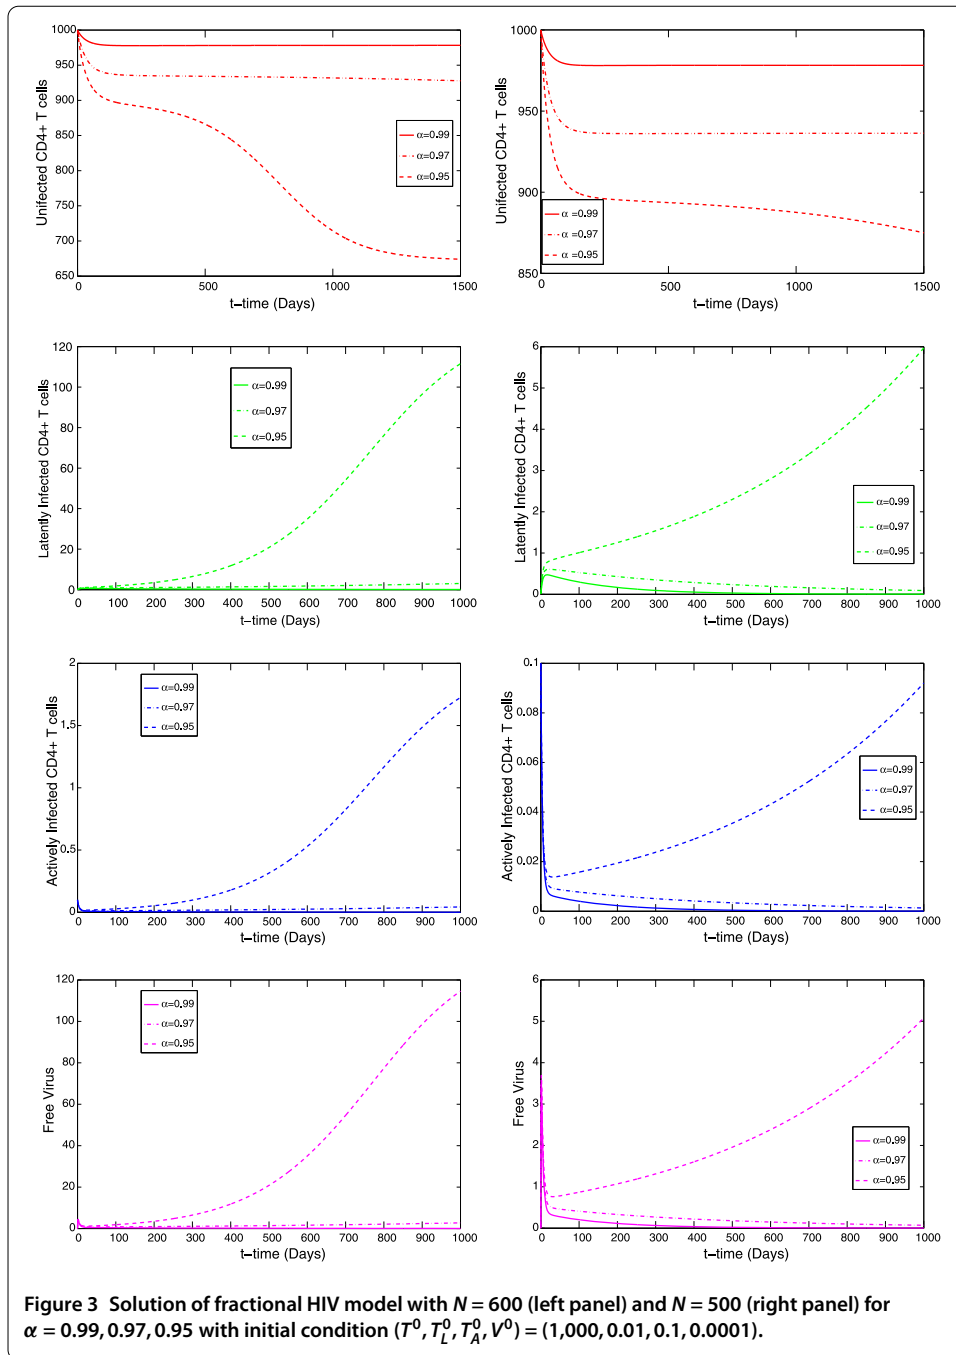 1000
950
900
850
800
750
700
650
Unifected CD4+ T cells
α=0.99
α=0.97
α=0.95
0
500
1000
1500
t−time (Days)
1000
950
900
850
Unifected CD4+ T cells
α =0.99
α =0.97
α =0.95
0
500
1000
1500
t−time (Days)
120
100
80
60
40
20
0
Latently Infected CD4+ T cells
α=0.99
α=0.97
α=0.95
0 100 200 300 400 500 600 700 800 900 1000
t−time (Days)
6
5
4
3
2
1
0
Latently Infected CD4+ T cells
α=0.99
α=0.97
α=0.95
0 100 200 300 400 500 600 700 800 900 1000
t−time (Days)
2
1.5
1
0.5
0
Actively Infected CD4+ T cells
α=0.99
α=0.97
α=0.95
0 100 200 300 400 500 600 700 800 900 1000
t−time (Days)
0.1
0.08
0.06
0.04
0.02
0
Actively Infected CD4+ T cells
α=0.99
α=0.97
α=0.95
0 100 200 300 400 500 600 700 800 900 1000
t−time (Days)
120
100
80
60
40
20
0
Free Virus
α=0.99
α=0.97
α=0.95
0 100 200 300 400 500 600 700 800 900 1000
t−time (Days)
6
5
4
3
2
1
0
Free Virus
α=0.99
α=0.97
α=0.95
0 100 200 300 400 500 600 700 800 900 1000
t−time (Days)
Figure 3 Solution of fractional HIV model with N = 600 (left panel) and N = 500 (right panel) for
α = 0.99, 0.97, 0.95 with initial condition (T⁰, T_L⁰, T_A⁰, V⁰) = (1,000, 0.01, 0.1, 0.0001).